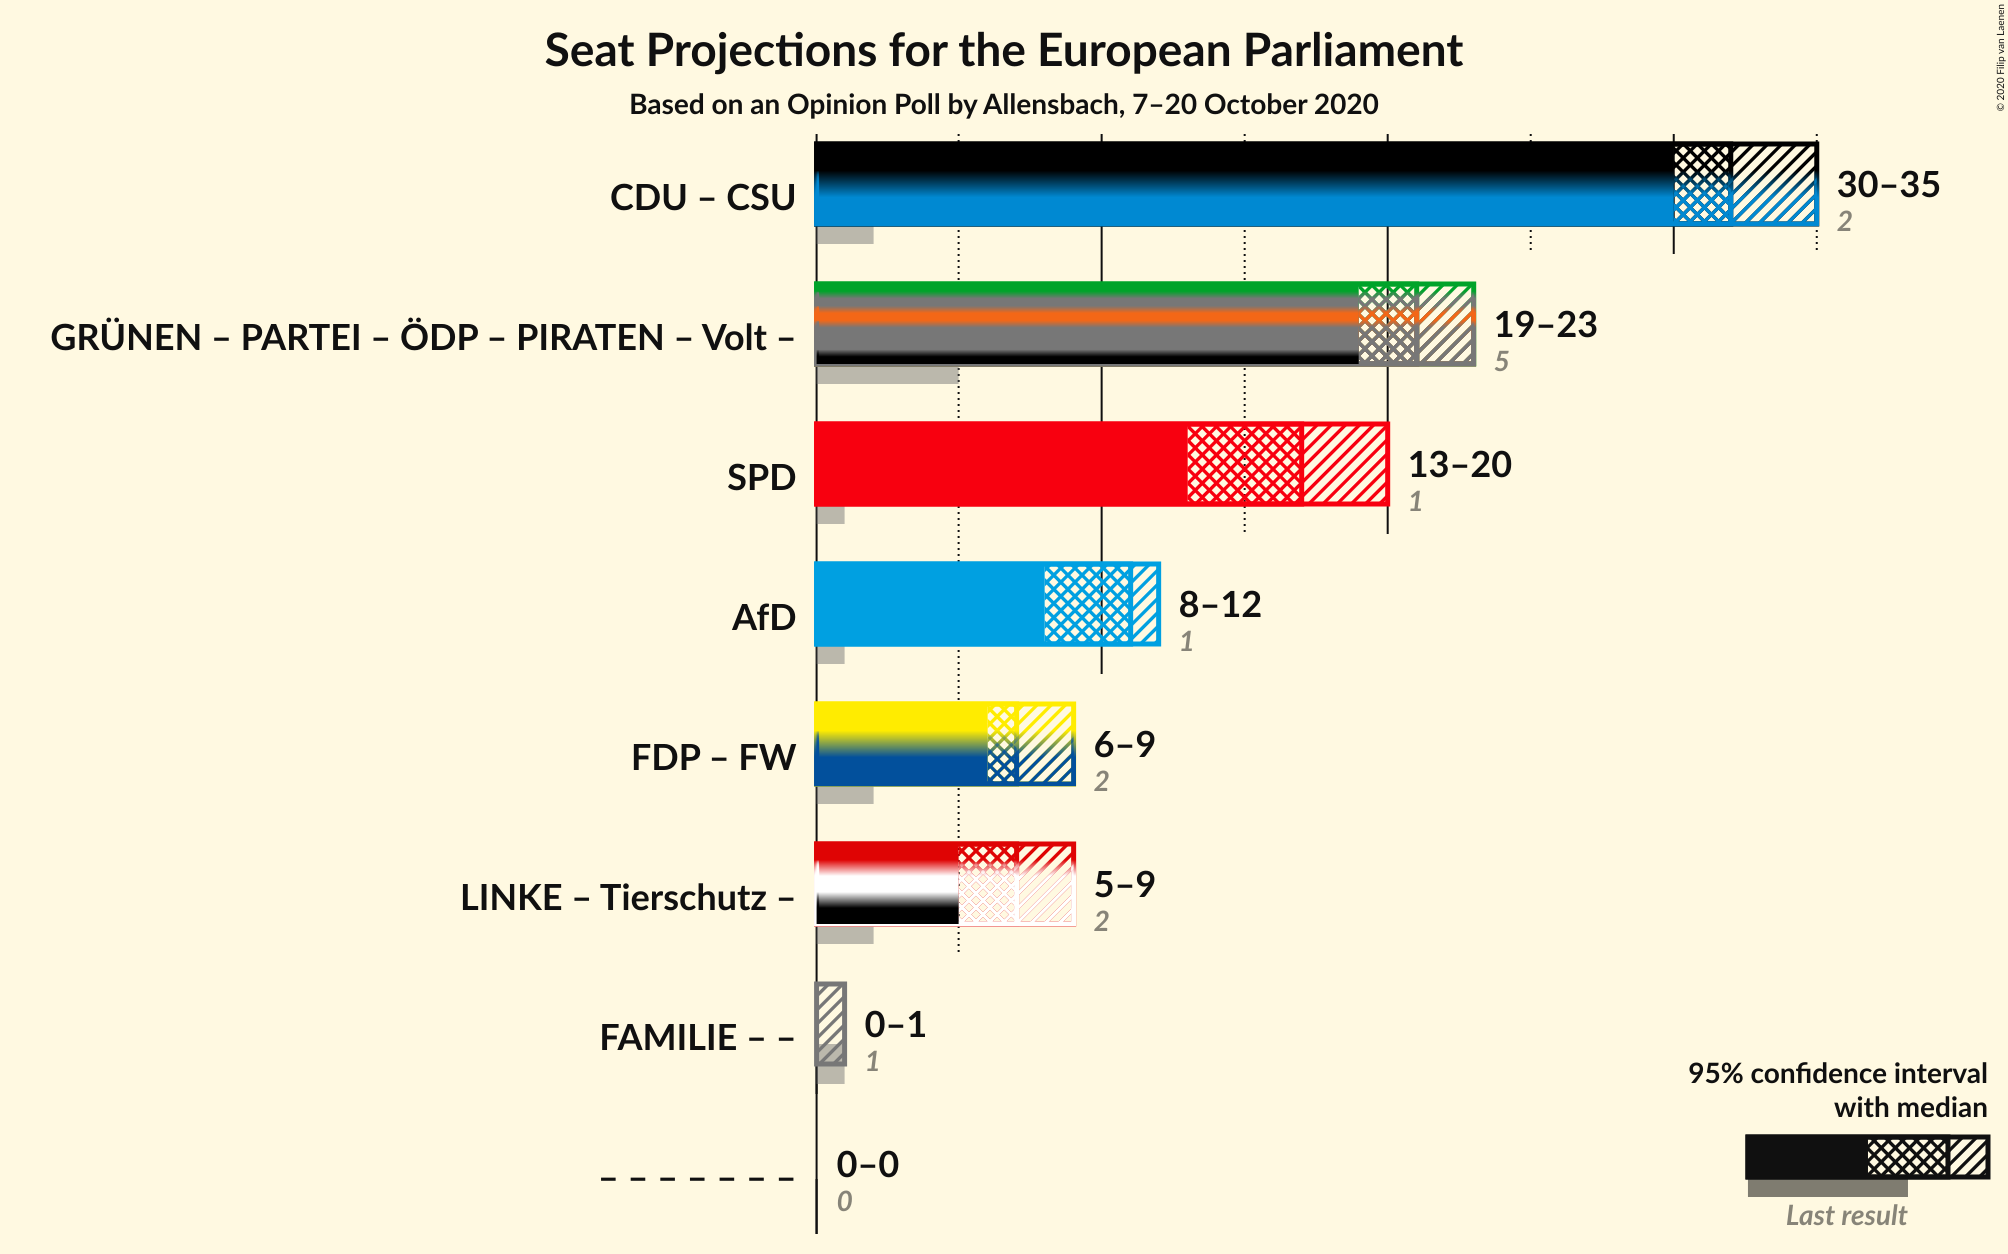 Seat Projections for the European Parliament
Based on an Opinion Poll by Allensbach, 7–20 October 2020
© 2020 Filip van Laenen
CDU – CSU
30–35
2
GRÜNEN – PARTEI – ÖDP – PIRATEN – Volt –
19–23
5
SPD
13–20
1
AfD
8–12
1
FDP – FW
6–9
2
LINKE – Tierschutz –
5–9
2
FAMILIE – –
0–1
1
– – – – – – –
0–0
0
95% confidence interval
with median
Last result